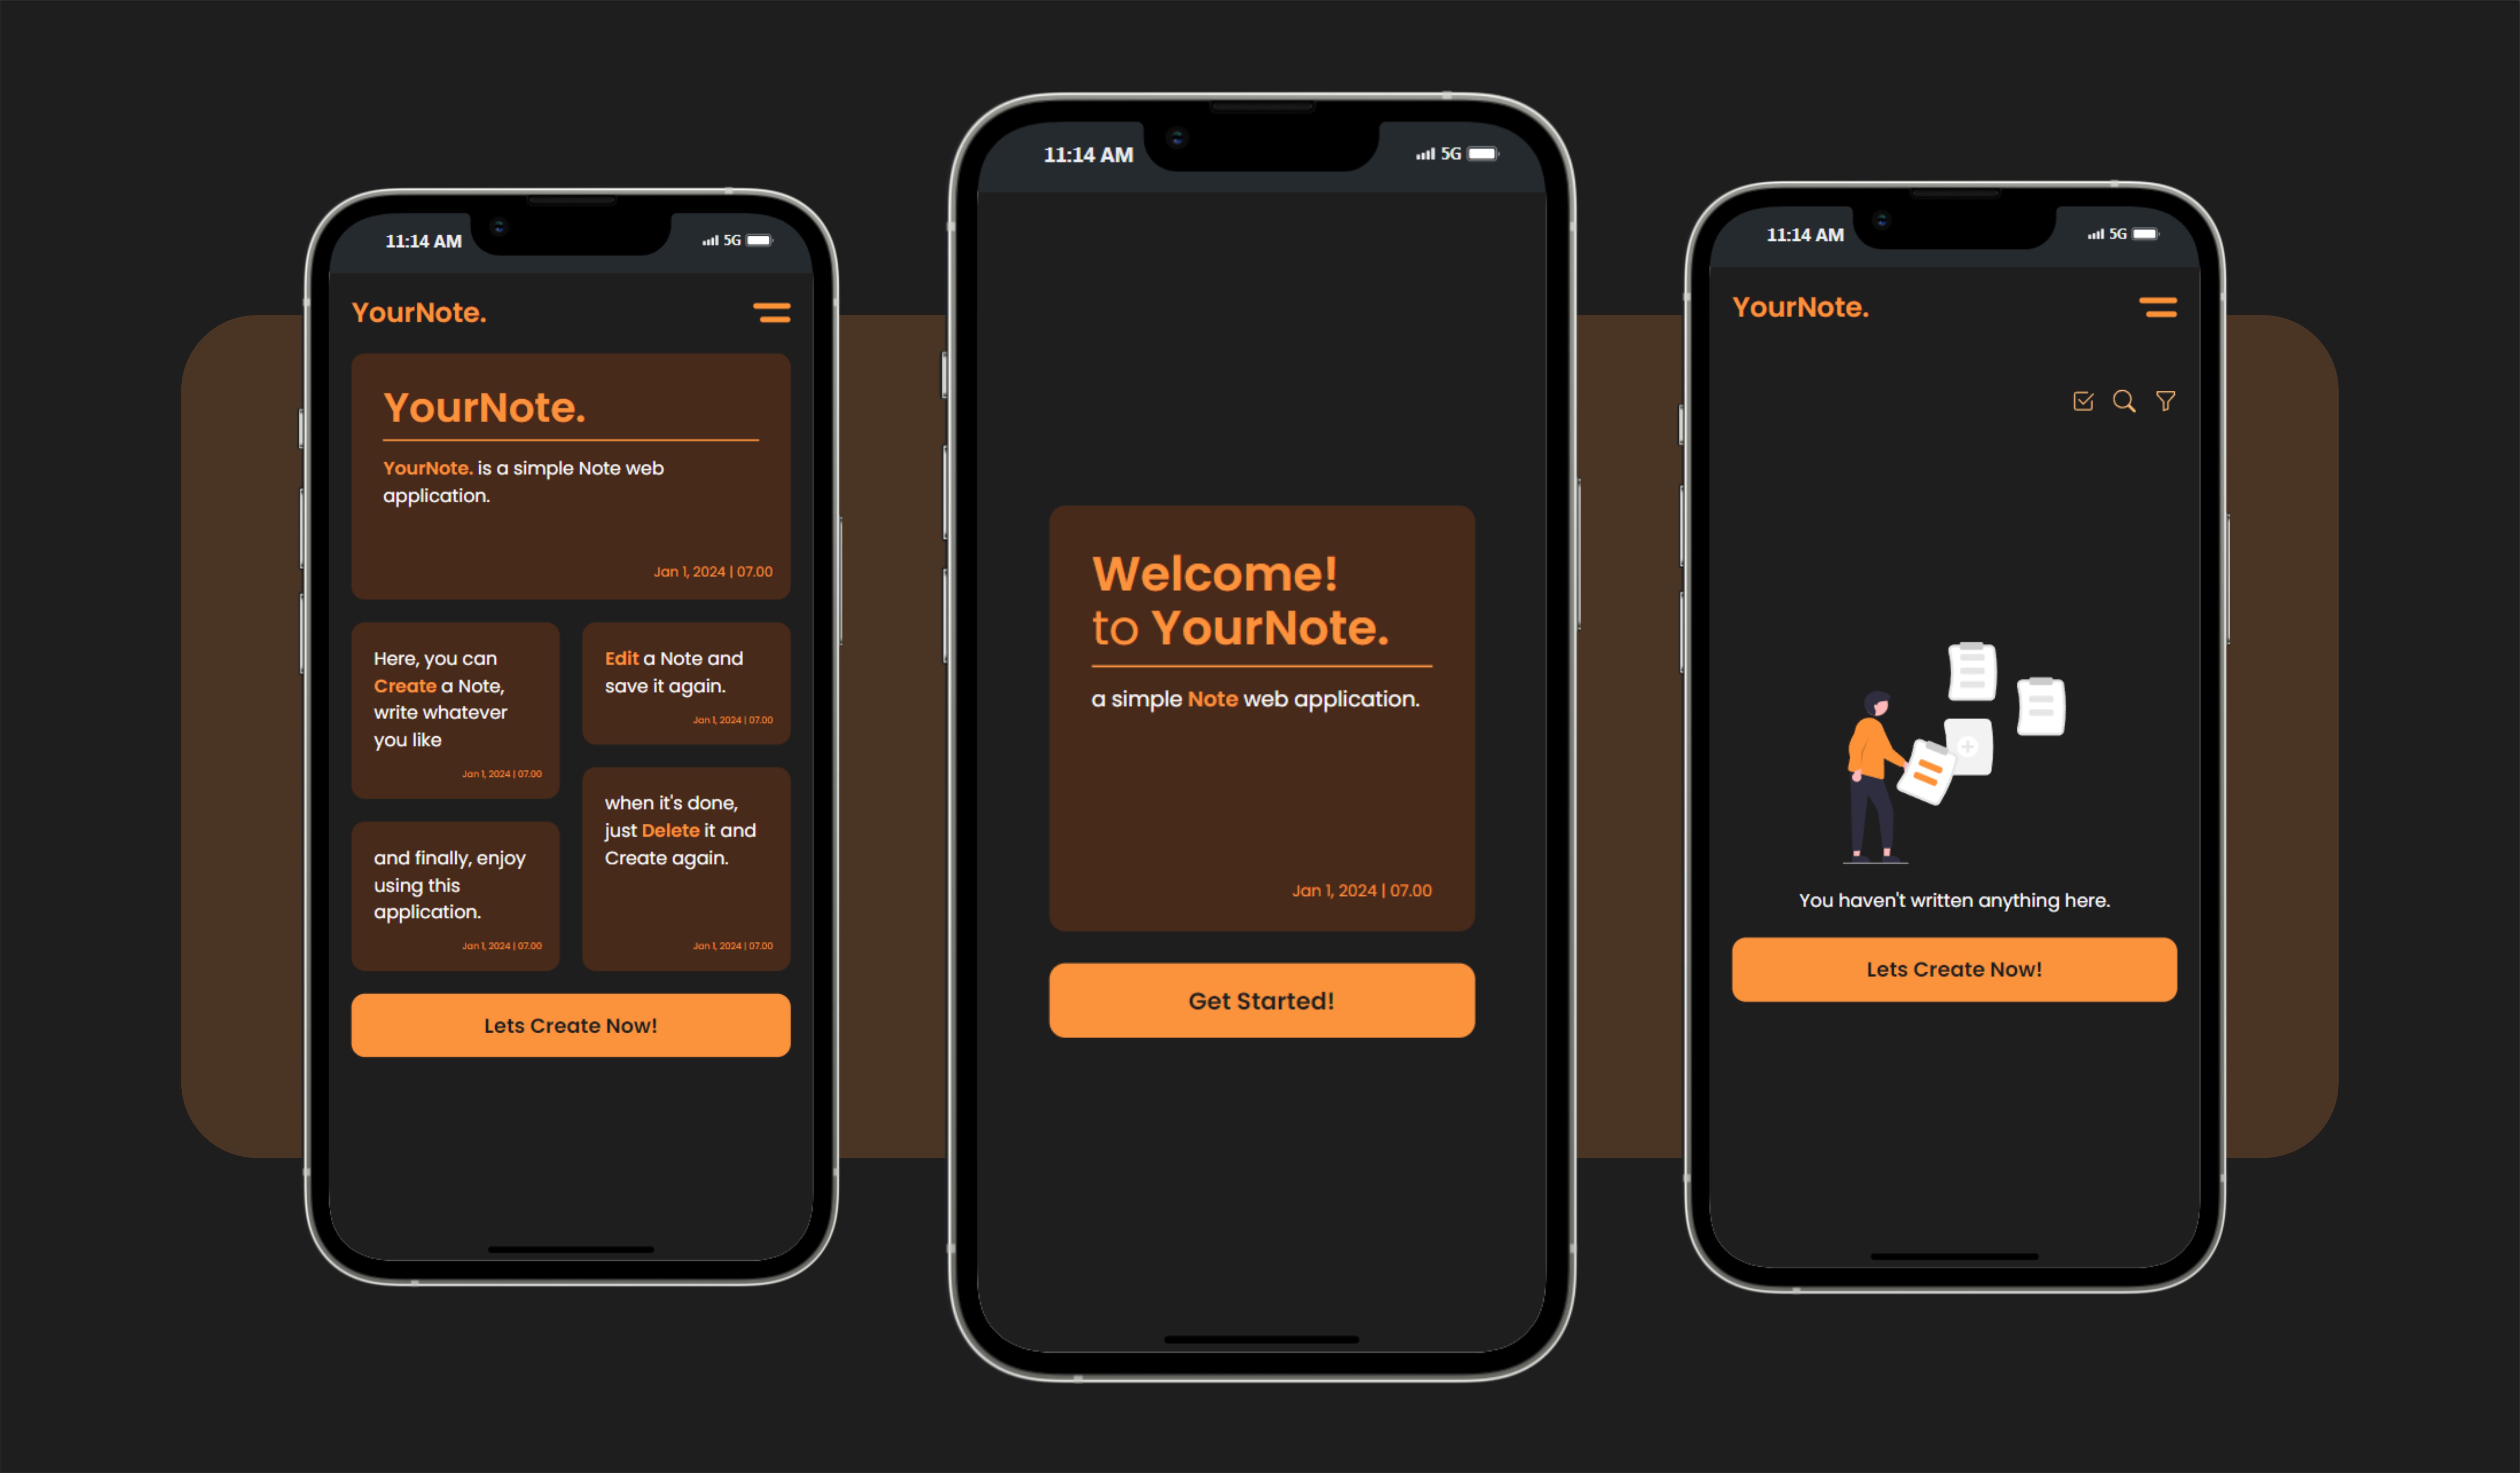 11:14 AM
5G
YourNote.
YourNote.
YourNote. is a simple Note web
application.
Jan 1, 2024 | 07.00
Here, you can
Create a Note,
write whatever
you like
Jan 1, 2024 | 07.00
Edit a Note and
save it again.
Jan 1, 2024 | 07.00
and finally, enjoy
using this
application.
Jan 1, 2024 | 07.00
when it's done,
just Delete it and
Create again.
Jan 1, 2024 | 07.00
Lets Create Now!
11:14 AM
5G
Welcome!
to YourNote.
a simple Note web application.
Jan 1, 2024 | 07.00
Get Started!
11:14 AM
5G
YourNote.
You haven't written anything here.
Lets Create Now!